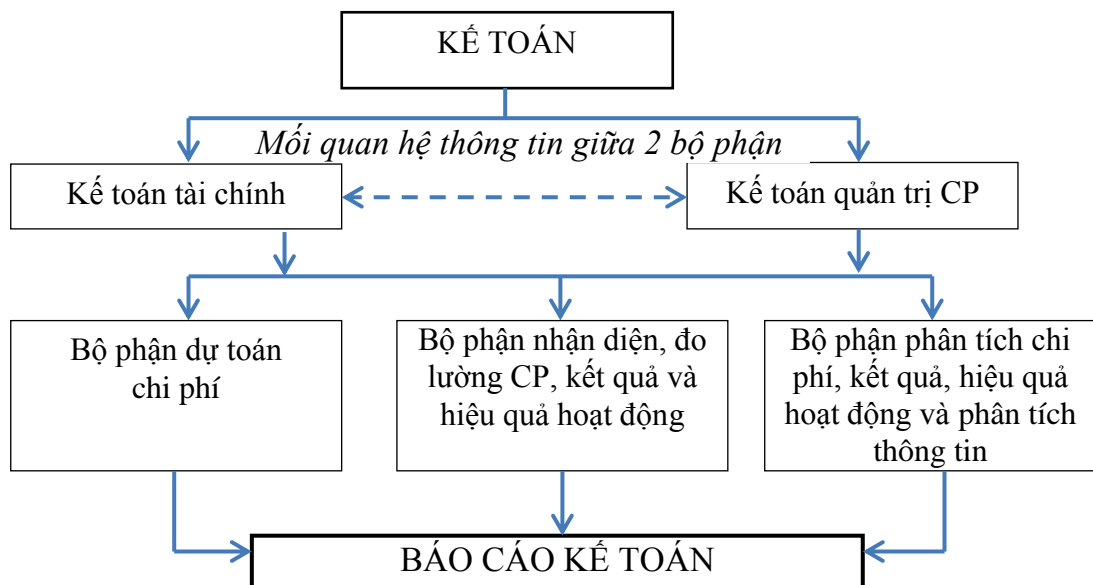 KẾ TOÁN
Mối quan hệ thông tin giữa 2 bộ phận
Kế toán tài chính
Kế toán quản trị CP
Bộ phận dự toán
chi phí
Bộ phận nhận diện, đo
lường CP, kết quả và
hiệu quả hoạt động
Bộ phận phân tích chi
phí, kết quả, hiệu quả
hoạt động và phân tích
thông tin
BÁO CÁO KẾ TOÁN